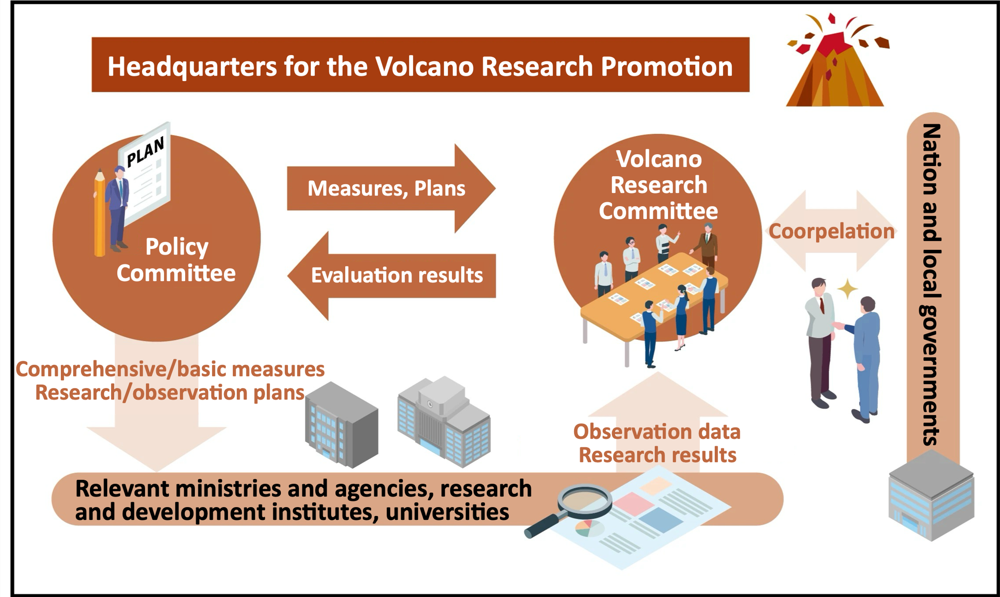 Headquarters for the Volcano Research Promotion
PLAN
Policy
Committee
Measures, Plans
Evaluation results
Volcano
Research
Committee
Coorpelation
Nation and local governments
Comprehensive/basic measures
Research/observation plans
Observation data
Research results
Relevant ministries and agencies, research
and development institutes, universities